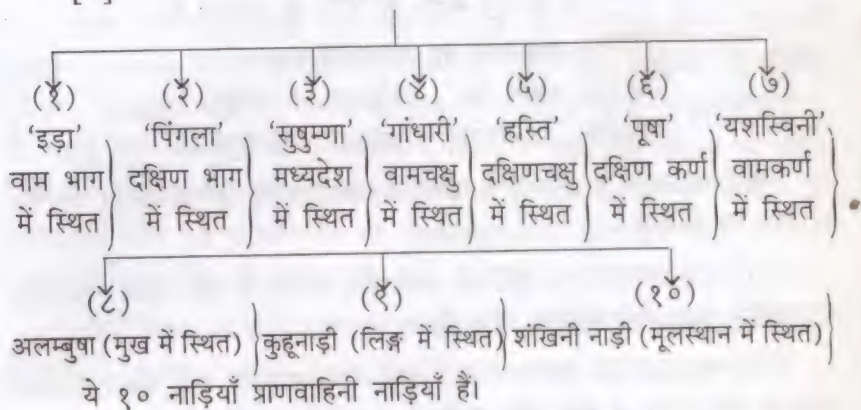 (१) (२) (३) (४) (५) (६) (७)
‘इड़ा’ ‘पिंगला’ ‘सुषुम्णा’ ‘गांधारी’ ‘हस्ति’ ‘पूषा’ ‘यशस्विनी’
वाम भाग दक्षिण भाग मध्यदेश वामचक्षु दक्षिणचक्षु दक्षिण कर्ण वामकर्ण
में स्थित में स्थित में स्थित में स्थित में स्थित में स्थित में स्थित
(८) (९) (१०)
अलम्बुषा (मुख में स्थित) कुहूनाड़ी (लिङ्ग में स्थित) शंखिनी नाड़ी (मूलस्थान में स्थित)
ये १० नाड़ियाँ प्राणवाहिनी नाड़ियाँ हैं।